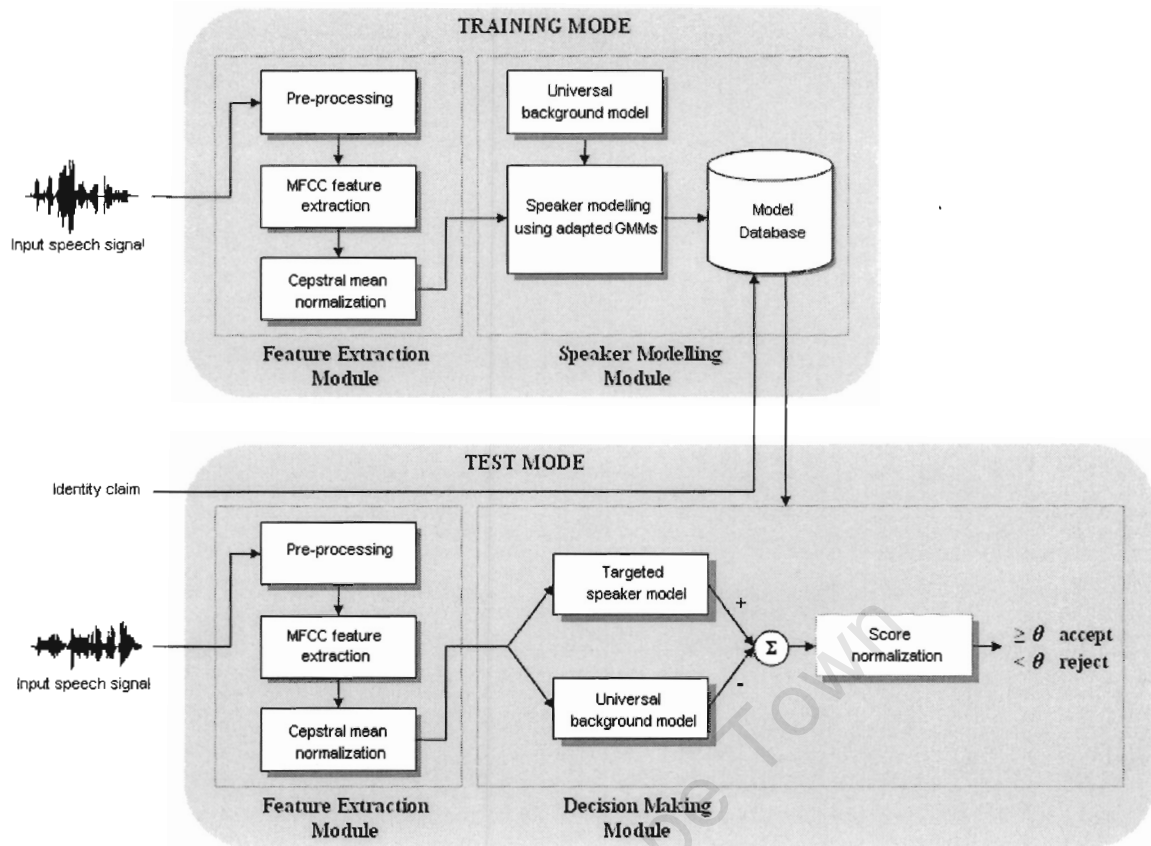 TRAINING MODE
Pre-processing
MFCC feature
extraction
Cepstral mean
normalization
Feature Extraction
Module
Universal
background model
Speaker modelling
using adapted GMMs
Model
Database
Speaker Modelling
Module
Input speech signal
TEST MODE
Identity claim
Input speech signal
Pre-processing
MFCC feature
extraction
Cepstral mean
normalization
Feature Extraction
Module
Targeted
speaker model
+
Universal
background model
-
Σ
Score
normalization
≥ θ accept
< θ reject
Decision Making
Module
pe Town